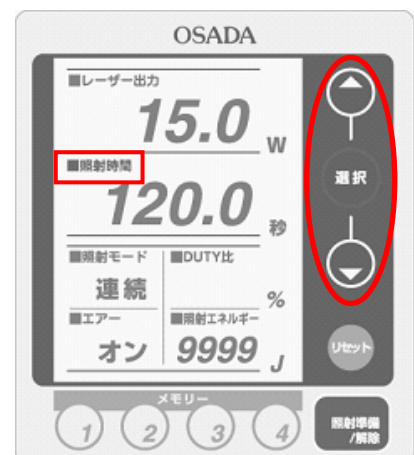 OSADA
■レーザー出力
15.0 W
■照射時間
120.0 秒
選択
■照射モード ■DUTY比
連続 %
■エアー ■照射エネルギー
オン 9999 J
リセット
メモリー
1 2 3 4
照射準備
/解除